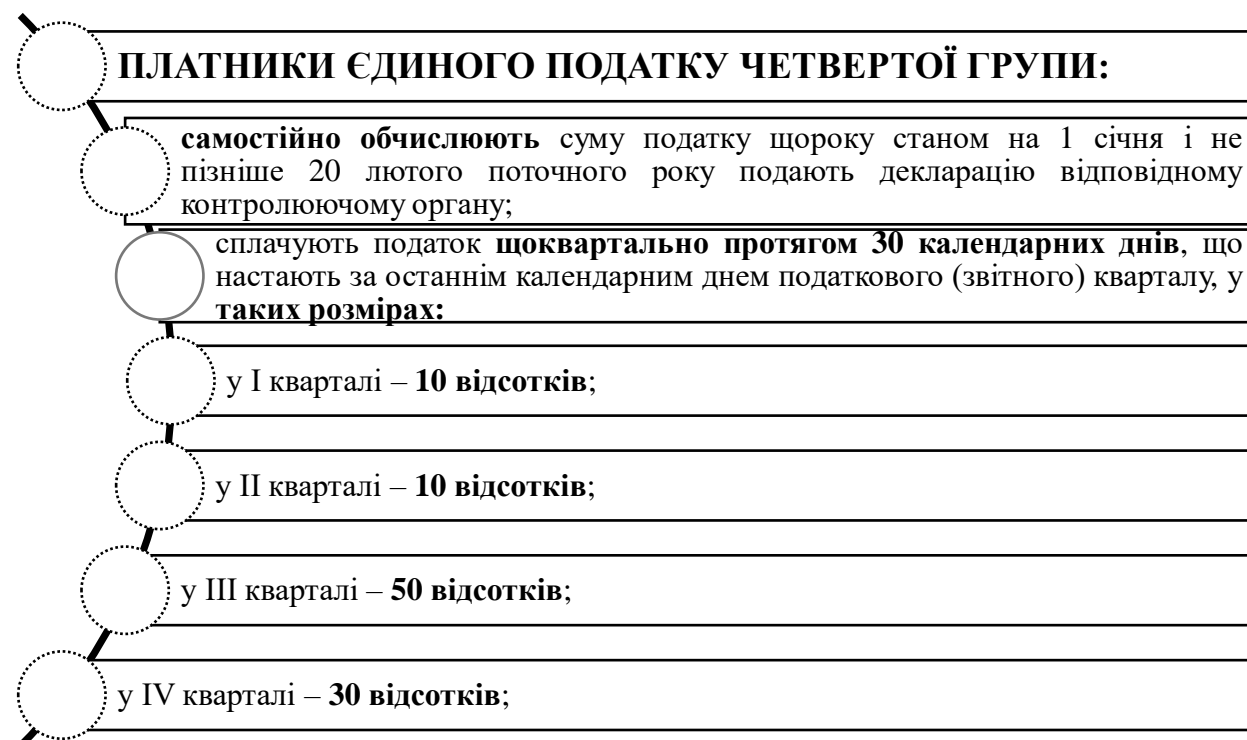 ПЛАТНИКИ ЄДИНОГО ПОДАТКУ ЧЕТВЕРТОЇ ГРУПИ:
самостійно обчислюють суму податку щороку станом на 1 січня і не
пізніше 20 лютого поточного року подають декларацію відповідному
контролюючому органу;
сплачують податок щоквартально протягом 30 календарних днів, що
настають за останнім календарним днем податкового (звітного) кварталу, у
таких розмірах:
у I кварталі – 10 відсотків;
у II кварталі – 10 відсотків;
у III кварталі – 50 відсотків;
у IV кварталі – 30 відсотків;